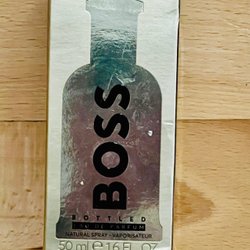 BOSS
BOTTLED
EAU DE PARFUM
NATURAL SPRAY - VAPORISATEUR
50 ml ℮ 1.6 FL. OZ.